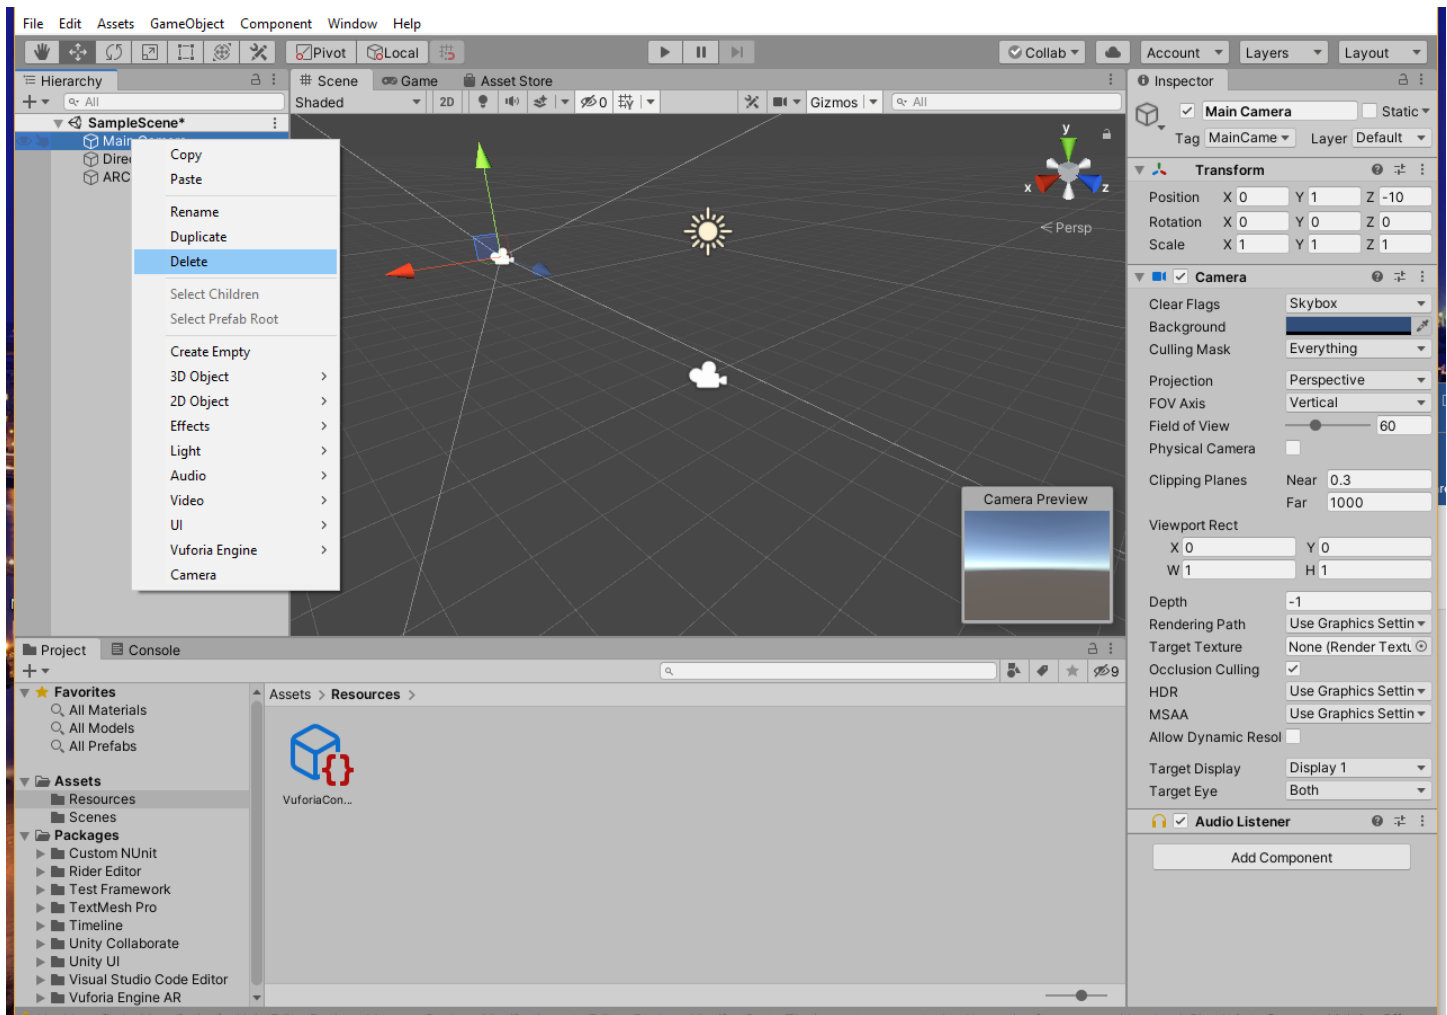 File Edit Assets GameObject Component Window Help
Pivot Local Collab Account Layers Layout
Hierarchy
All
SampleScene*
Main Camera
Direc
ARC
Copy
Paste
Rename
Duplicate
Delete
Select Children
Select Prefab Root
Create Empty
3D Object
2D Object
Effects
Light
Audio
Video
UI
Vuforia Engine
Camera
Scene Game Asset Store
Shaded 2D 0 Gizmos All
y
x z
Persp
Camera Preview
Inspector
Main Camera Static
Tag MainCame Layer Default
Transform
Position X 0 Y 1 Z -10
Rotation X 0 Y 0 Z 0
Scale X 1 Y 1 Z 1
Camera
Clear Flags Skybox
Background
Culling Mask Everything
Projection Perspective
FOV Axis Vertical
Field of View 60
Physical Camera
Clipping Planes Near 0.3
Far 1000
Viewport Rect
X 0 Y 0
W 1 H 1
Depth -1
Rendering Path Use Graphics Settin
Target Texture None (Render Textu
Occlusion Culling
HDR Use Graphics Settin
MSAA Use Graphics Settin
Allow Dynamic Resol
Target Display Display 1
Target Eye Both
Audio Listener
Add Component
Project Console
9
Favorites
All Materials
All Models
All Prefabs
Assets
Resources
Scenes
Packages
Custom NUnit
Rider Editor
Test Framework
TextMesh Pro
Timeline
Unity Collaborate
Unity UI
Visual Studio Code Editor
Vuforia Engine AR
Assets > Resources >
VuforiaCon...